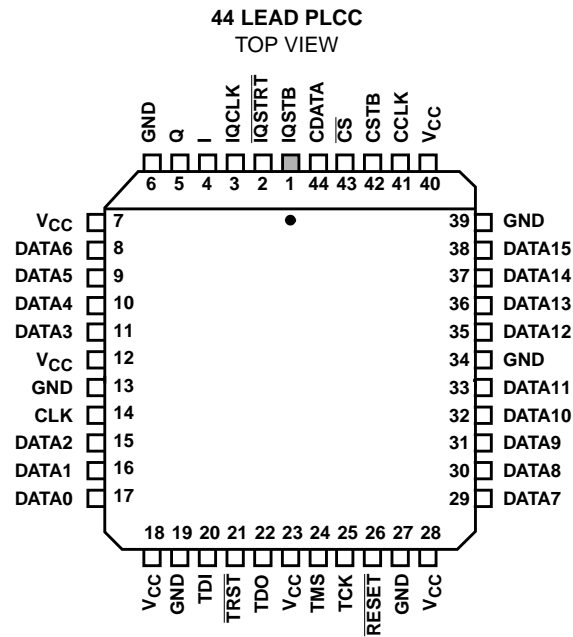 44 LEAD PLCC
TOP VIEW
GND
Q
I
IQCLK
I̅Q̅S̅T̅R̅T̅
IQSTB
CDATA
C̅S̅
CSTB
CCLK
VCC
6 5 4 3 2 1 44 43 42 41 40
VCC 7
DATA6 8
DATA5 9
DATA4 10
DATA3 11
VCC 12
GND 13
CLK 14
DATA2 15
DATA1 16
DATA0 17
39 GND
38 DATA15
37 DATA14
36 DATA13
35 DATA12
34 GND
33 DATA11
32 DATA10
31 DATA9
30 DATA8
29 DATA7
18 19 20 21 22 23 24 25 26 27 28
VCC
GND
TDI
T̅R̅S̅T̅
TDO
VCC
TMS
TCK
R̅E̅S̅E̅T̅
GND
VCC